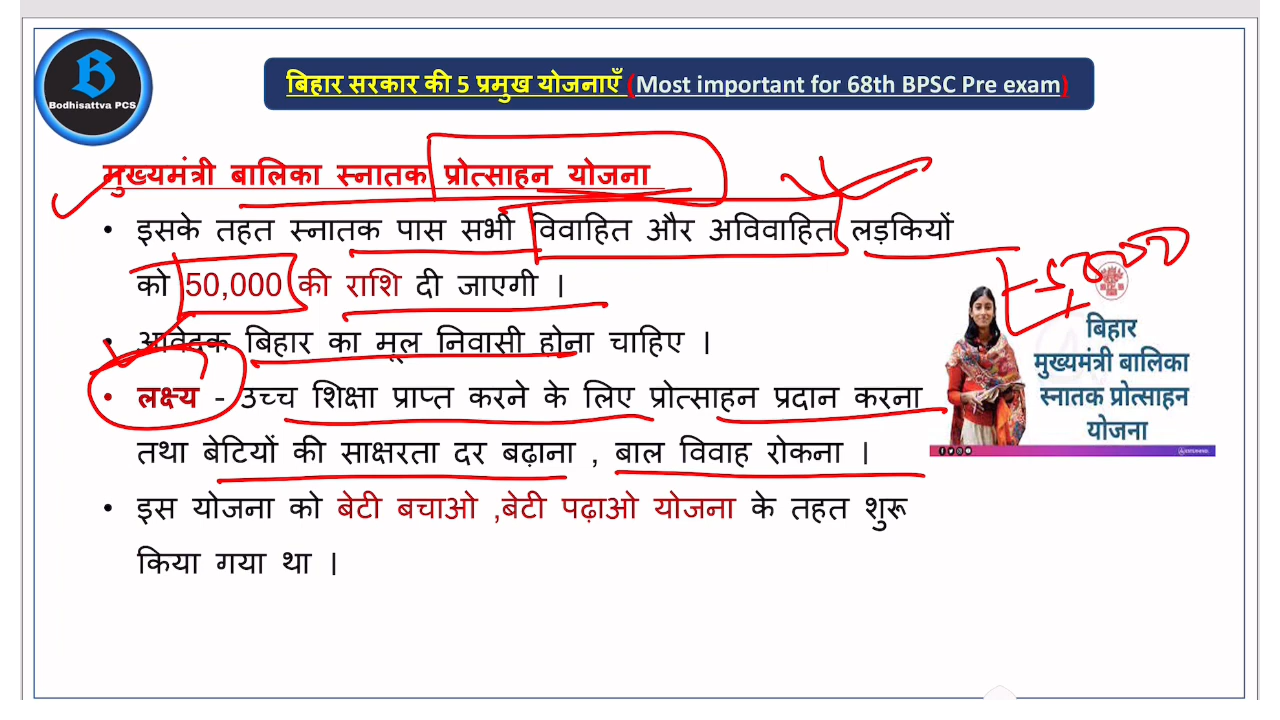 B
Bodhisattva PCS
बिहार सरकार की 5 प्रमुख योजनाएँ (Most important for 68th BPSC Pre exam)
मुख्यमंत्री बालिका स्नातक प्रोत्साहन योजना
• इसके तहत स्नातक पास सभी विवाहित और अविवाहित लड़कियों
को 50,000 की राशि दी जाएगी ।
• आवेदक बिहार का मूल निवासी होना चाहिए ।
• लक्ष्य - उच्च शिक्षा प्राप्त करने के लिए प्रोत्साहन प्रदान करना
तथा बेटियों की साक्षरता दर बढ़ाना , बाल विवाह रोकना ।
• इस योजना को बेटी बचाओ ,बेटी पढ़ाओ योजना के तहत शुरू
किया गया था ।
बिहार
मुख्यमंत्री बालिका
स्नातक प्रोत्साहन
योजना